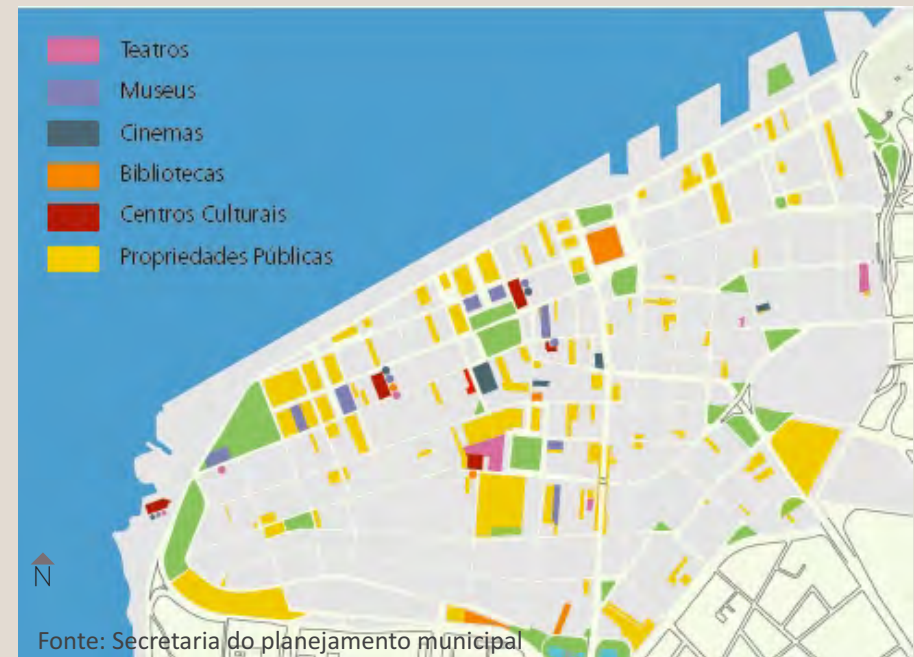 Teatros
Museus
Cinemas
Bibliotecas
Centros Culturais
Propriedades Públicas
N
Fonte: Secretaria do planejamento municipal